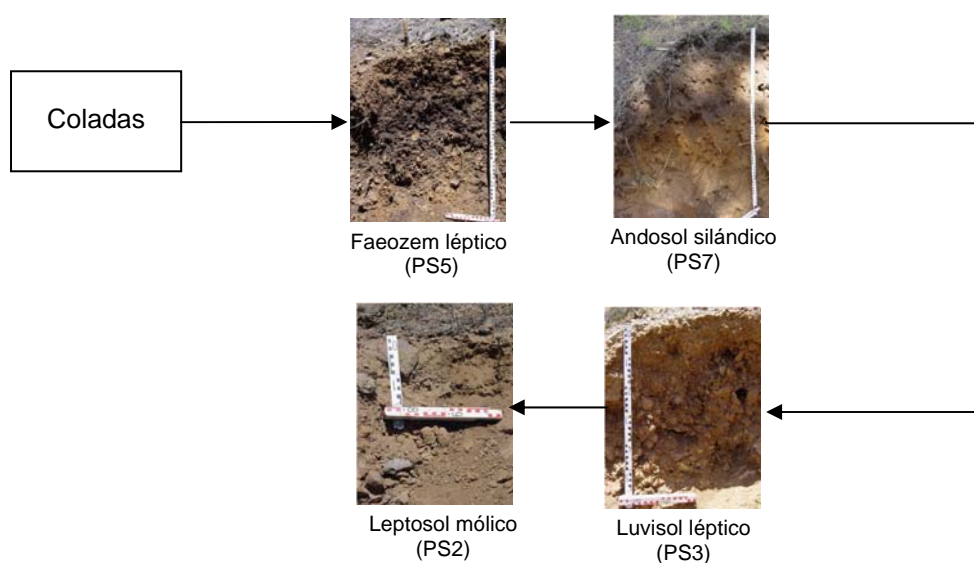 Coladas
Faeozem léptico
(PS5)
Andosol silándico
(PS7)
Leptosol mólico
(PS2)
Luvisol léptico
(PS3)